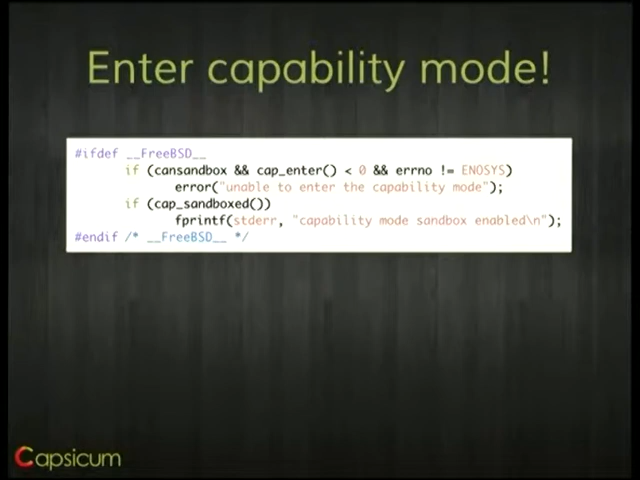 Enter capability mode!
#ifdef __FreeBSD__
if (cansandbox && cap_enter() < 0 && errno != ENOSYS)
error("unable to enter the capability mode");
if (cap_sandboxed())
fprintf(stderr, "capability mode sandbox enabled\n");
#endif /* __FreeBSD__ */
Capsicum